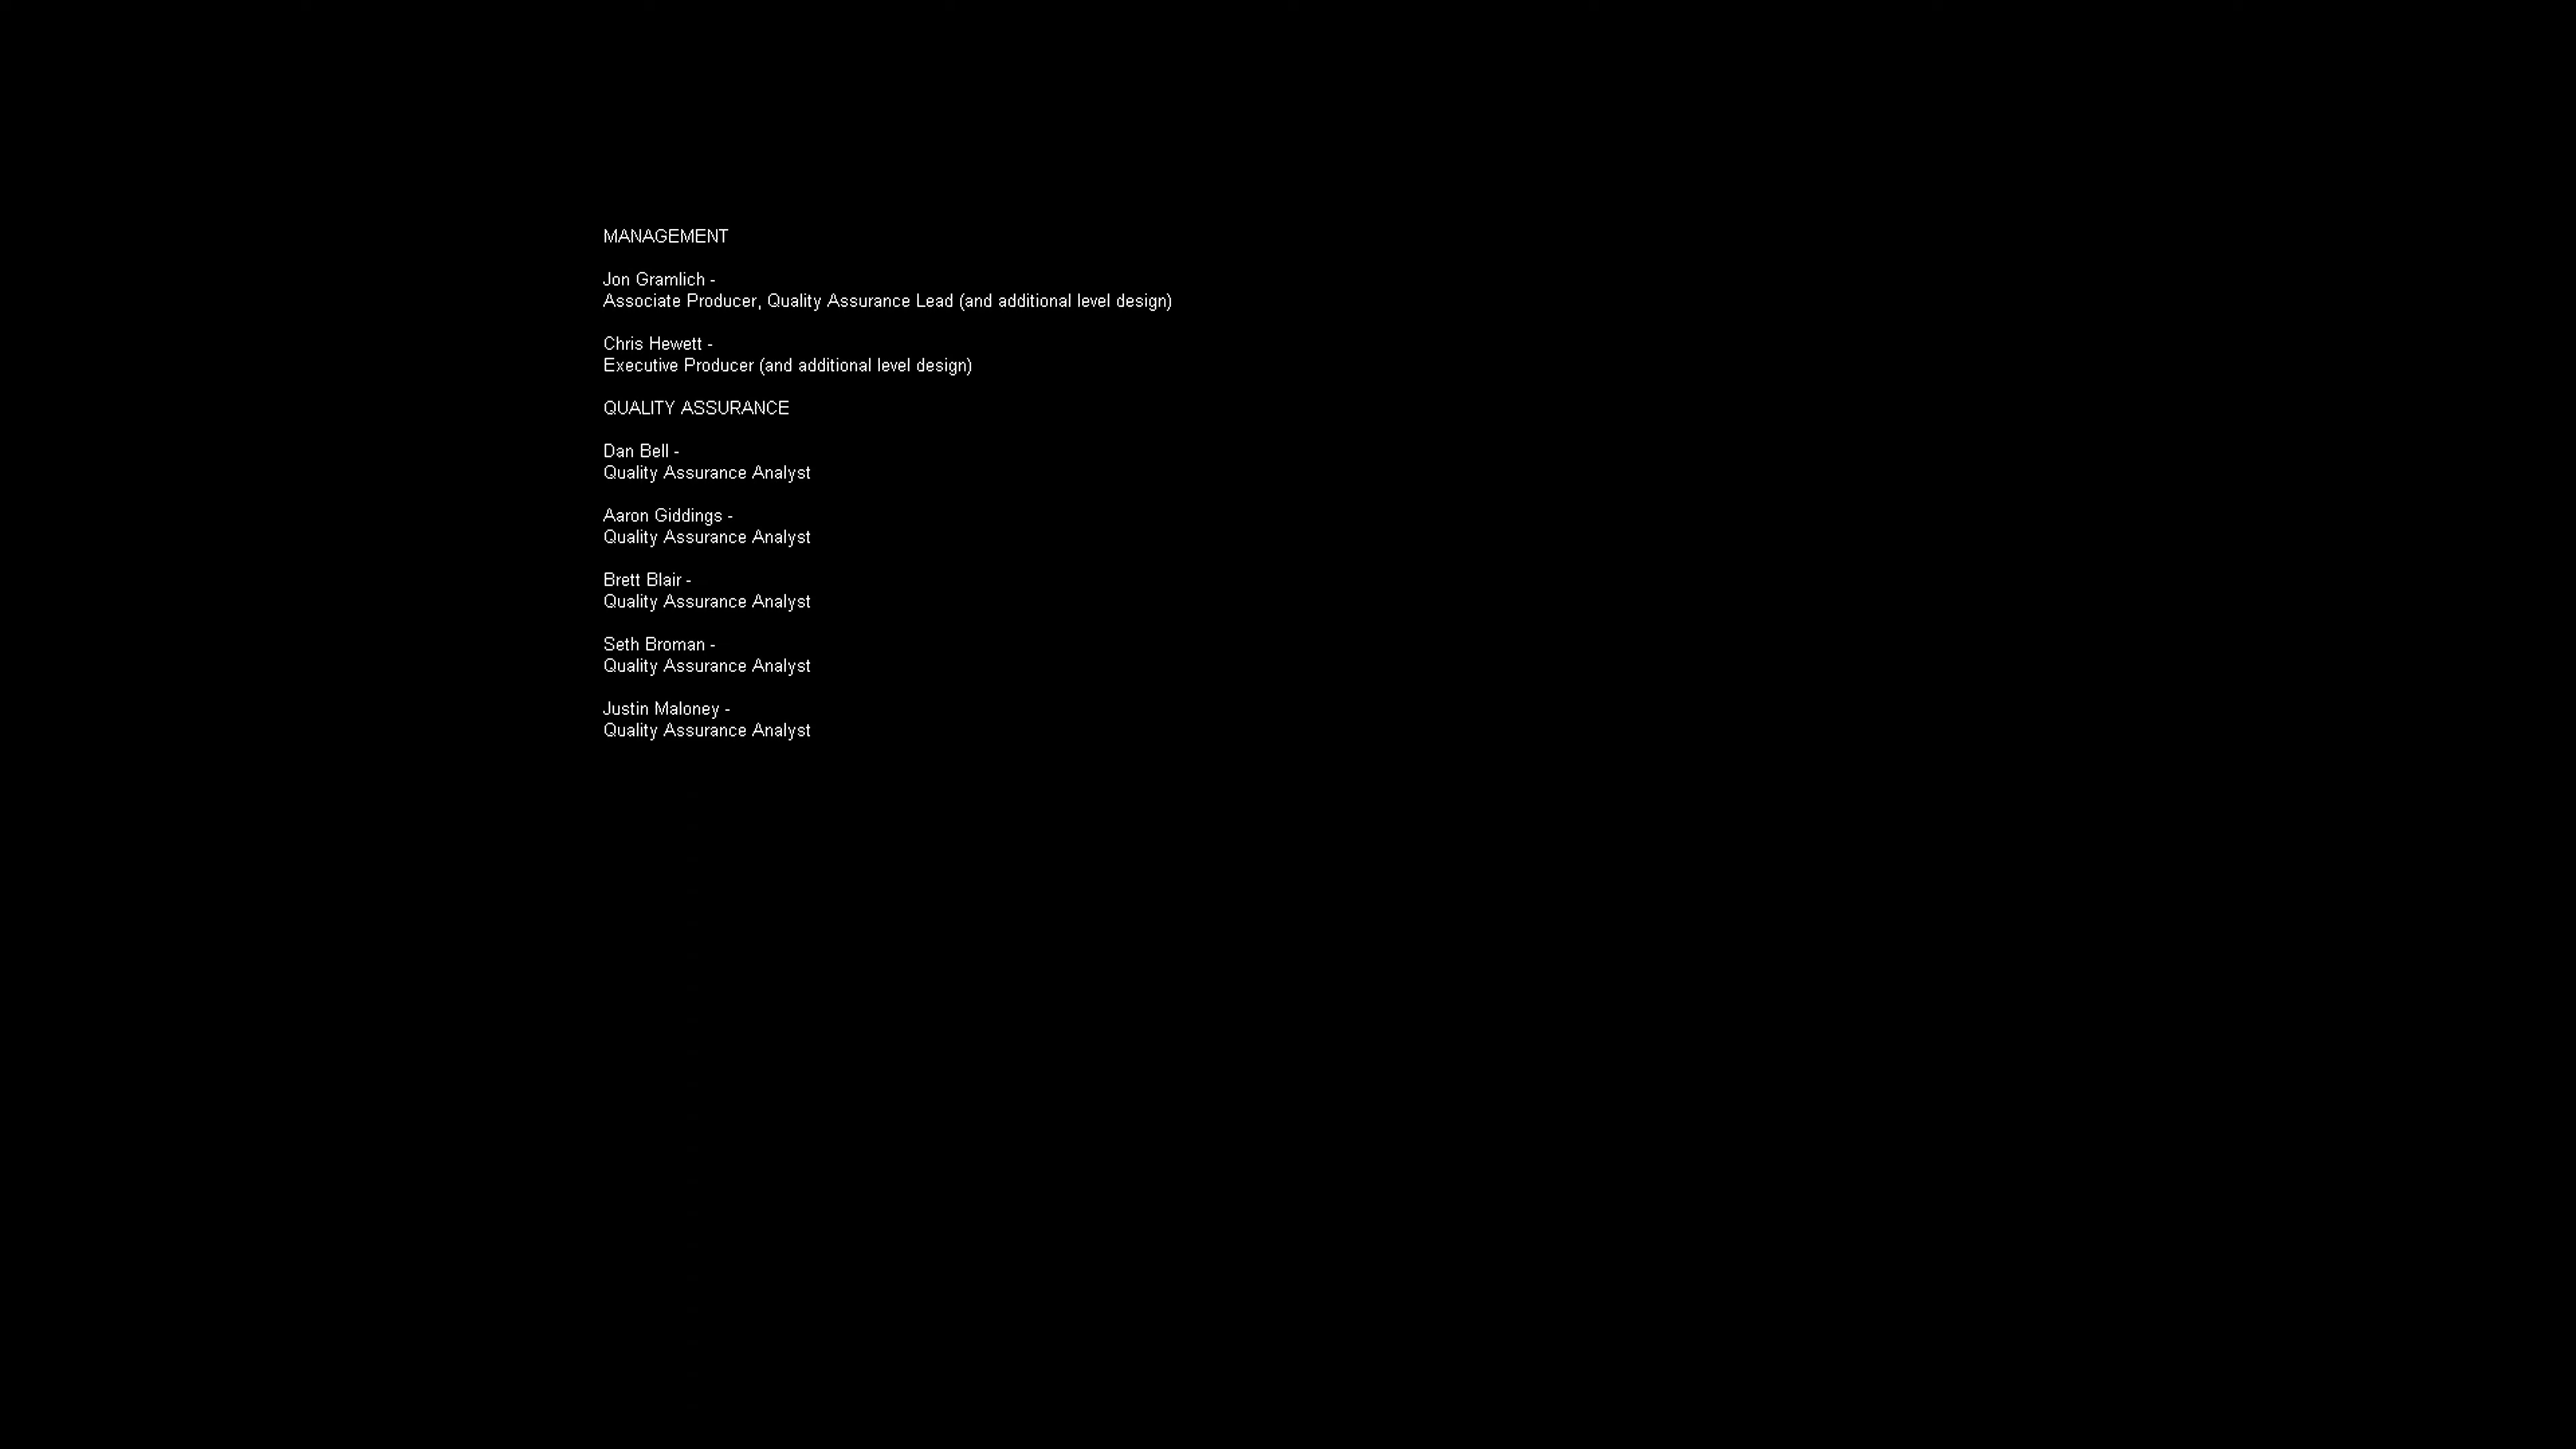 MANAGEMENT
Jon Gramlich -
Associate Producer, Quality Assurance Lead (and additional level design)
Chris Hewett -
Executive Producer (and additional level design)
QUALITY ASSURANCE
Dan Bell -
Quality Assurance Analyst
Aaron Giddings -
Quality Assurance Analyst
Brett Blair -
Quality Assurance Analyst
Seth Broman -
Quality Assurance Analyst
Justin Maloney -
Quality Assurance Analyst